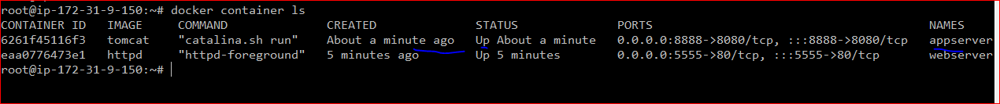 root@ip-172-31-9-150:~# docker container ls
CONTAINER ID   IMAGE     COMMAND              CREATED              STATUS              PORTS                                       NAMES
6261f45116f3   tomcat    "catalina.sh run"    About a minute ago   Up About a minute   0.0.0.0:8888->8080/tcp, :::8888->8080/tcp   appserver
eaa0776473e1   httpd     "httpd-foreground"   5 minutes ago        Up 5 minutes        0.0.0.0:5555->80/tcp, :::5555->80/tcp       webserver
root@ip-172-31-9-150:~#